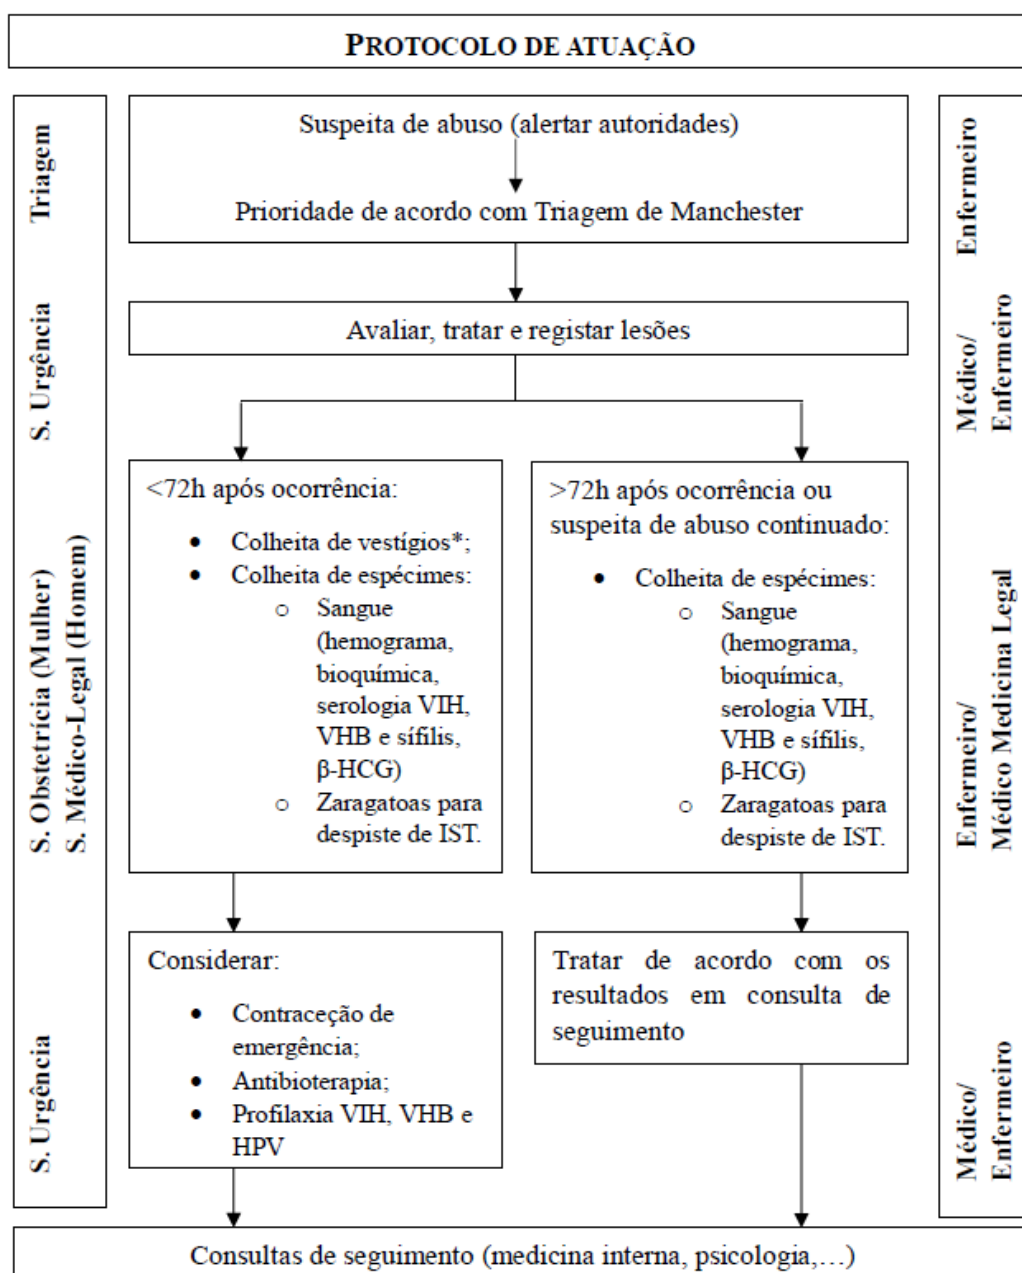 PROTOCOLO DE ATUAÇÃO
Triagem
Suspeita de abuso (alertar autoridades)
Prioridade de acordo com Triagem de Manchester
Enfermeiro
S. Urgência
Avaliar, tratar e registar lesões
Médico/
Enfermeiro
S. Obstetrícia (Mulher)
S. Médico-Legal (Homem)
<72h após ocorrência:
• Colheita de vestígios*;
• Colheita de espécimes:
o Sangue
(hemograma,
bioquímica,
serologia VIH,
VHB e sífilis,
β-HCG)
o Zaragatoas para
despiste de IST.
>72h após ocorrência ou
suspeita de abuso continuado:
• Colheita de espécimes:
o Sangue
(hemograma,
bioquímica,
serologia VIH,
VHB e sífilis,
β-HCG)
o Zaragatoas para
despiste de IST.
Enfermeiro/
Médico Medicina Legal
S. Urgência
Considerar:
• Contraceção de
emergência;
• Antibioterapia;
• Profilaxia VIH, VHB e
HPV
Tratar de acordo com os
resultados em consulta de
seguimento
Médico/
Enfermeiro
Consultas de seguimento (medicina interna, psicologia,…)